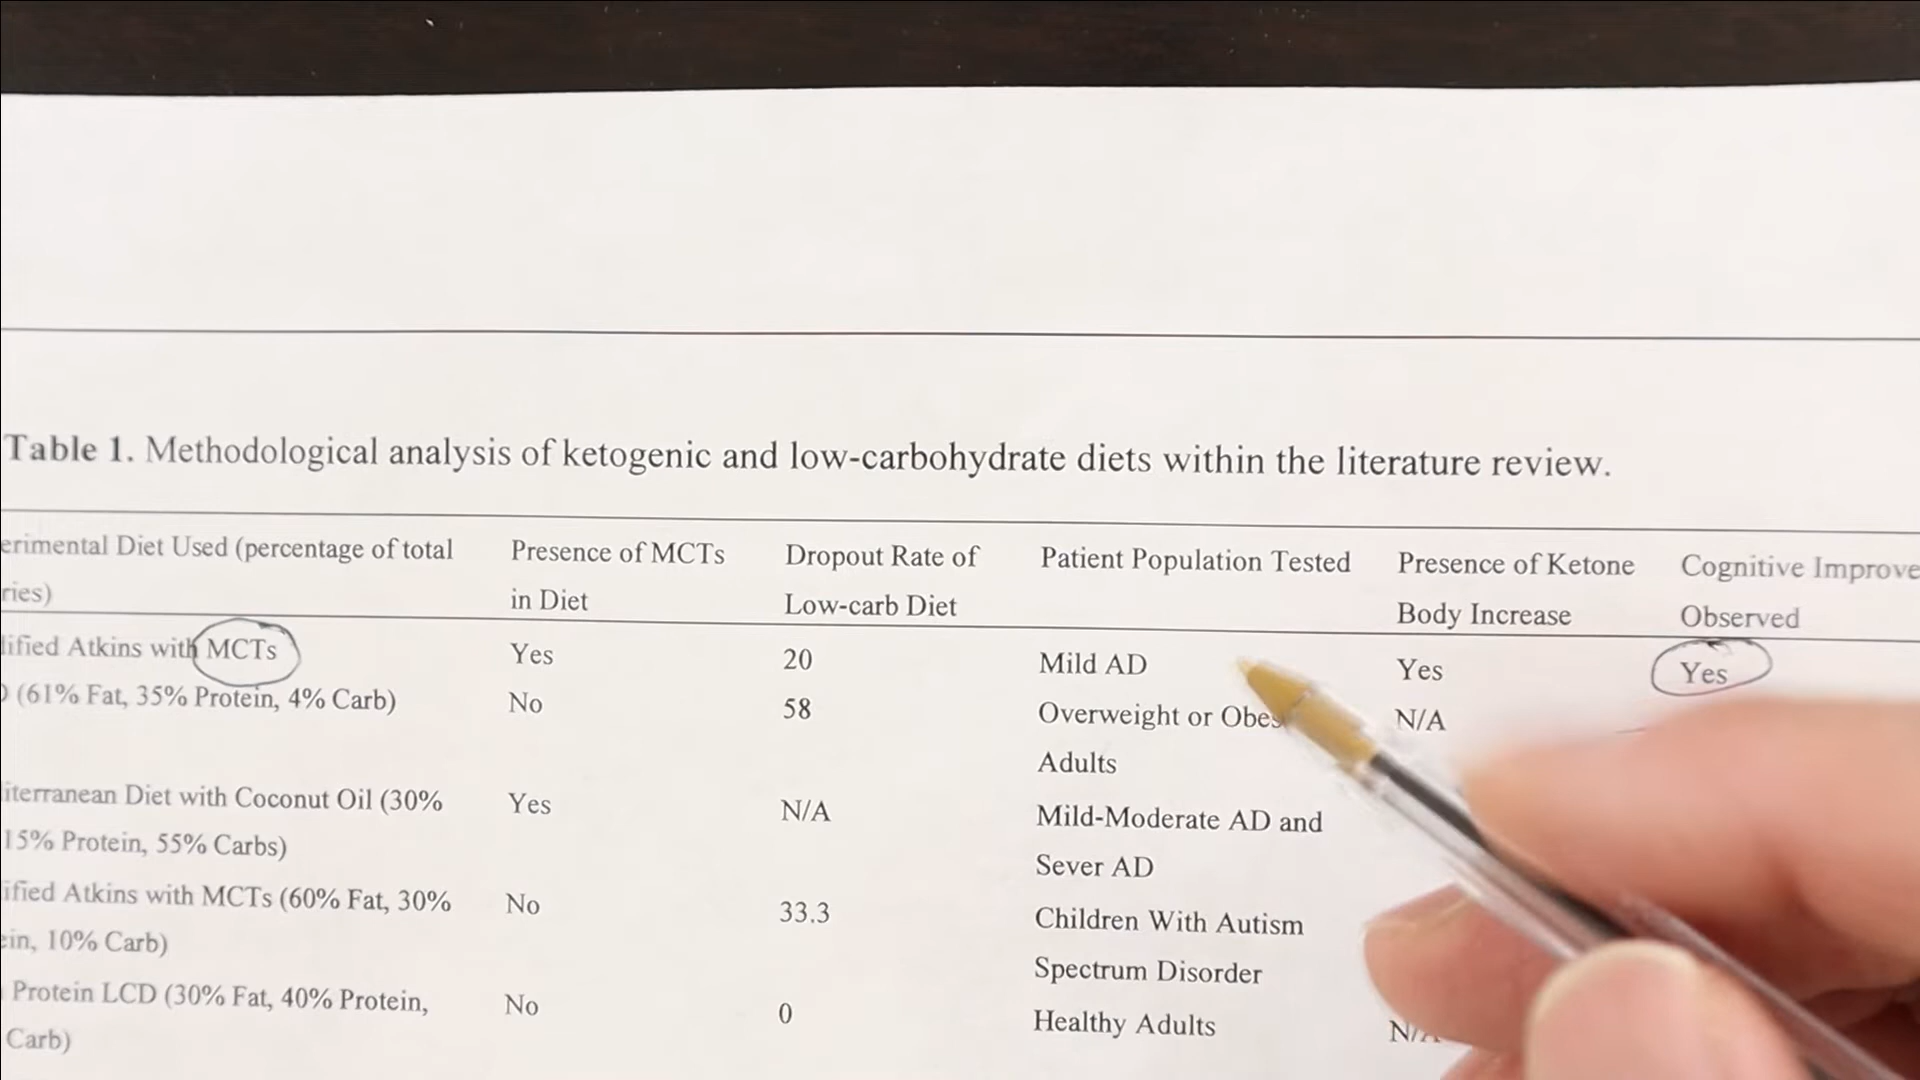 Table 1. Methodological analysis of ketogenic and low-carbohydrate diets within the literature review.
erimental Diet Used (percentage of total
ries)
Presence of MCTs
in Diet
Dropout Rate of
Low-carb Diet
Patient Population Tested
Presence of Ketone
Body Increase
Cognitive Improve
Observed
ified Atkins with MCTs
Yes
20
Mild AD
Yes
Yes
(61% Fat, 35% Protein, 4% Carb)
No
58
Overweight or Obes
Adults
N/A
iterranean Diet with Coconut Oil (30%
15% Protein, 55% Carbs)
Yes
N/A
Mild-Moderate AD and
Sever AD
ified Atkins with MCTs (60% Fat, 30%
ein, 10% Carb)
No
33.3
Children With Autism
Spectrum Disorder
Protein LCD (30% Fat, 40% Protein,
Carb)
No
0
Healthy Adults
N/A